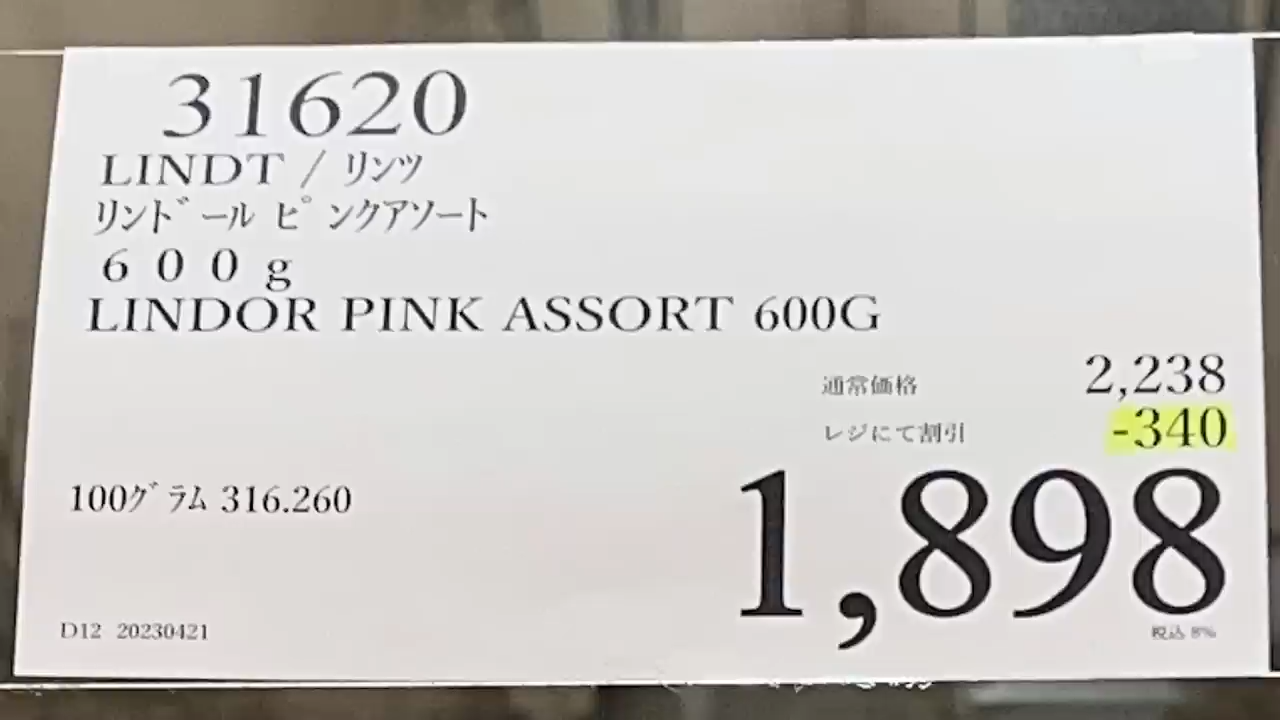 31620
LINDT / リンツ
リンドール ピンクアソート
６００ｇ
LINDOR PINK ASSORT 600G
通常価格 2,238
レジにて割引 -340
1,898
100グラム 316.260
税込 8%
D12 20230421